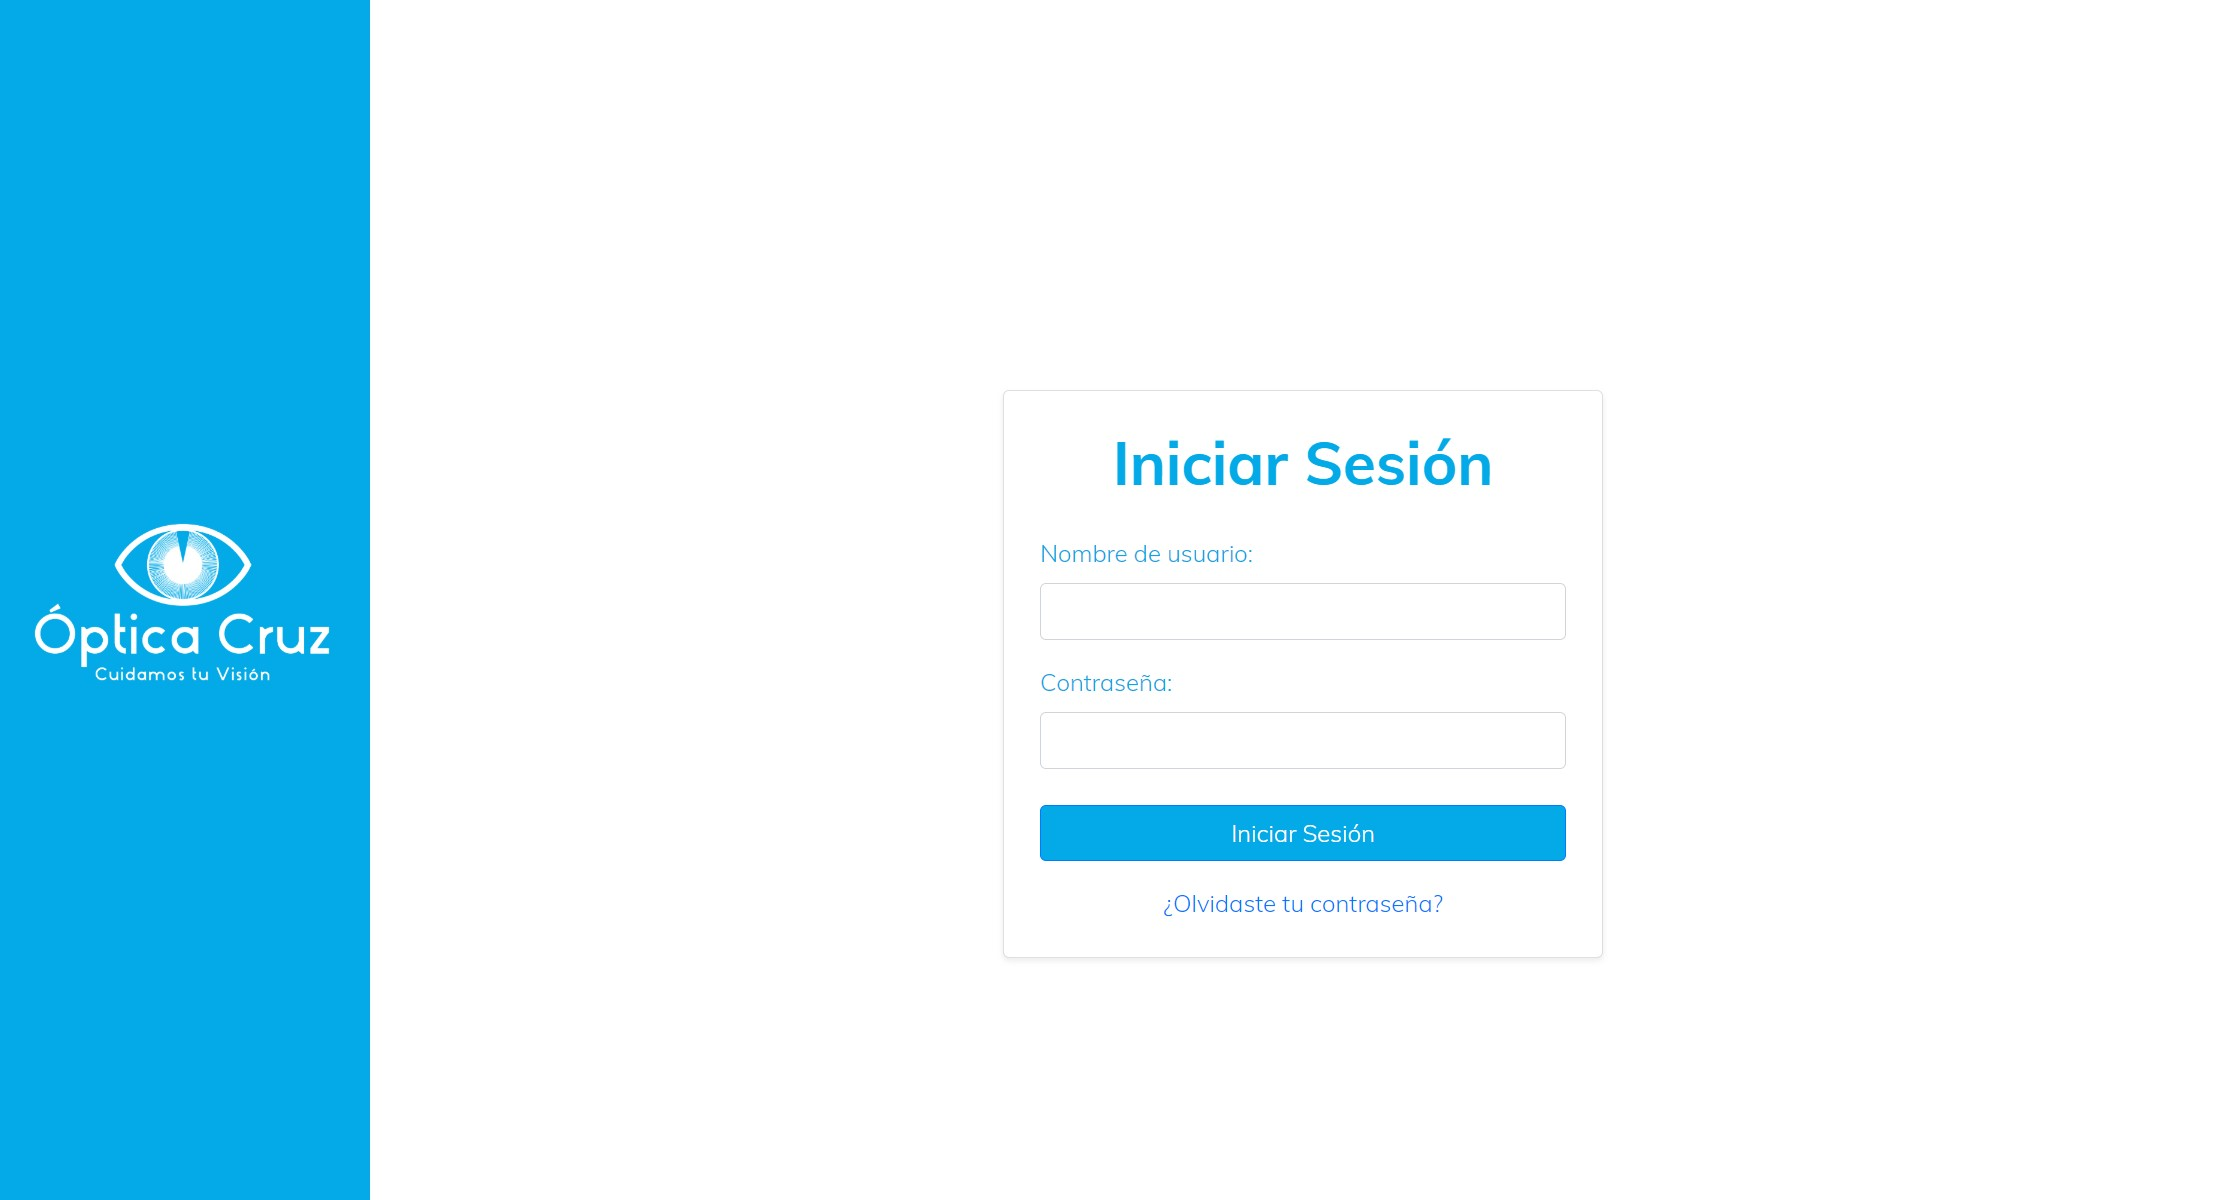 Óptica Cruz
Cuidamos tu Visión
Iniciar Sesión
Nombre de usuario:
Contraseña:
Iniciar Sesión
¿Olvidaste tu contraseña?